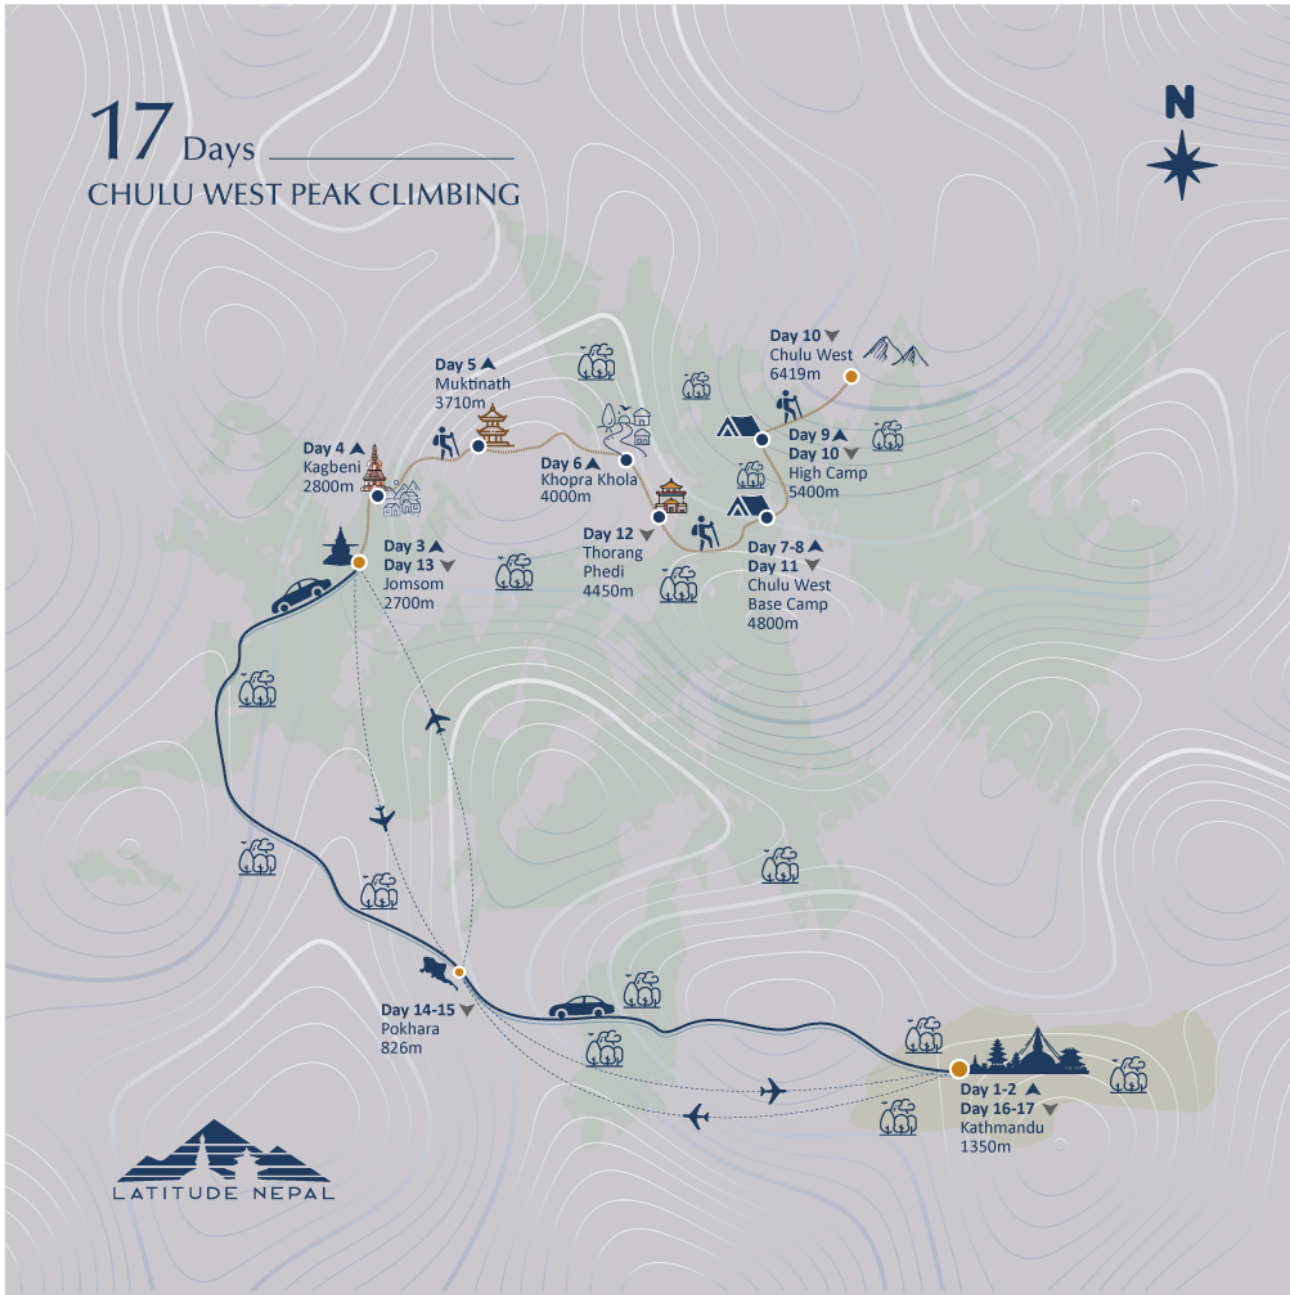 17 Days
CHULU WEST PEAK CLIMBING
N
Day 10
Chulu West
6419m
Day 5
Muktinath
3710m
Day 9
Day 10
High Camp
5400m
Day 4
Kagbeni
2800m
Day 6
Khopra Khola
4000m
Day 12
Thorang
Phedi
4450m
Day 3
Day 13
Jomsom
2700m
Day 7-8
Day 11
Chulu West
Base Camp
4800m
Day 14-15
Pokhara
826m
Day 1-2
Day 16-17
Kathmandu
1350m
LATITUDE NEPAL